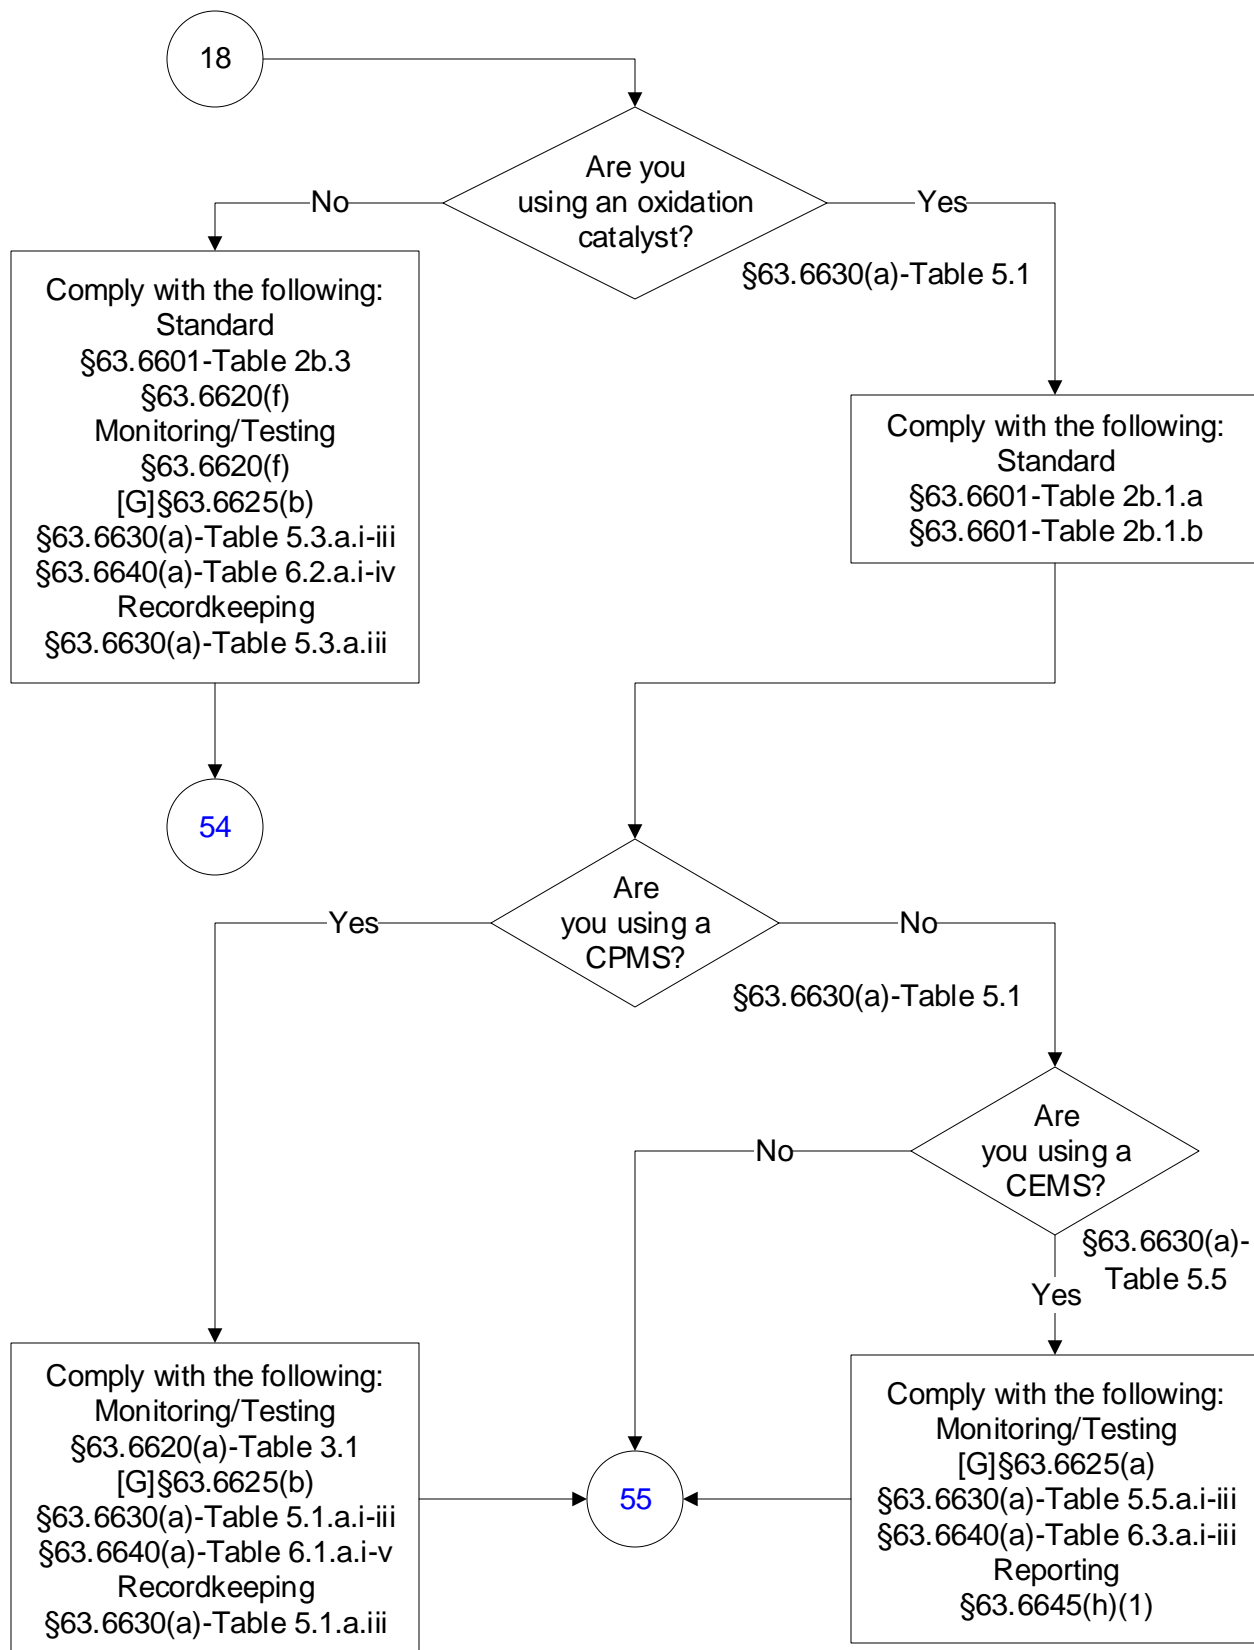 18
Are you
using an oxidation
catalyst?
No
Yes
§63.6630(a)-Table 5.1
Comply with the following:
Standard
§63.6601-Table 2b.3
§63.6620(f)
Monitoring/Testing
§63.6620(f)
[G]§63.6625(b)
§63.6630(a)-Table 5.3.a.i-iii
§63.6640(a)-Table 6.2.a.i-iv
Recordkeeping
§63.6630(a)-Table 5.3.a.iii
Comply with the following:
Standard
§63.6601-Table 2b.1.a
§63.6601-Table 2b.1.b
54
Are
you using a
CPMS?
Yes
No
§63.6630(a)-Table 5.1
Are
you using a
CEMS?
No
§63.6630(a)-
Table 5.5
Yes
Comply with the following:
Monitoring/Testing
§63.6620(a)-Table 3.1
[G]§63.6625(b)
§63.6630(a)-Table 5.1.a.i-iii
§63.6640(a)-Table 6.1.a.i-v
Recordkeeping
§63.6630(a)-Table 5.1.a.iii
55
Comply with the following:
Monitoring/Testing
[G]§63.6625(a)
§63.6630(a)-Table 5.5.a.i-iii
§63.6640(a)-Table 6.3.a.i-iii
Reporting
§63.6645(h)(1)